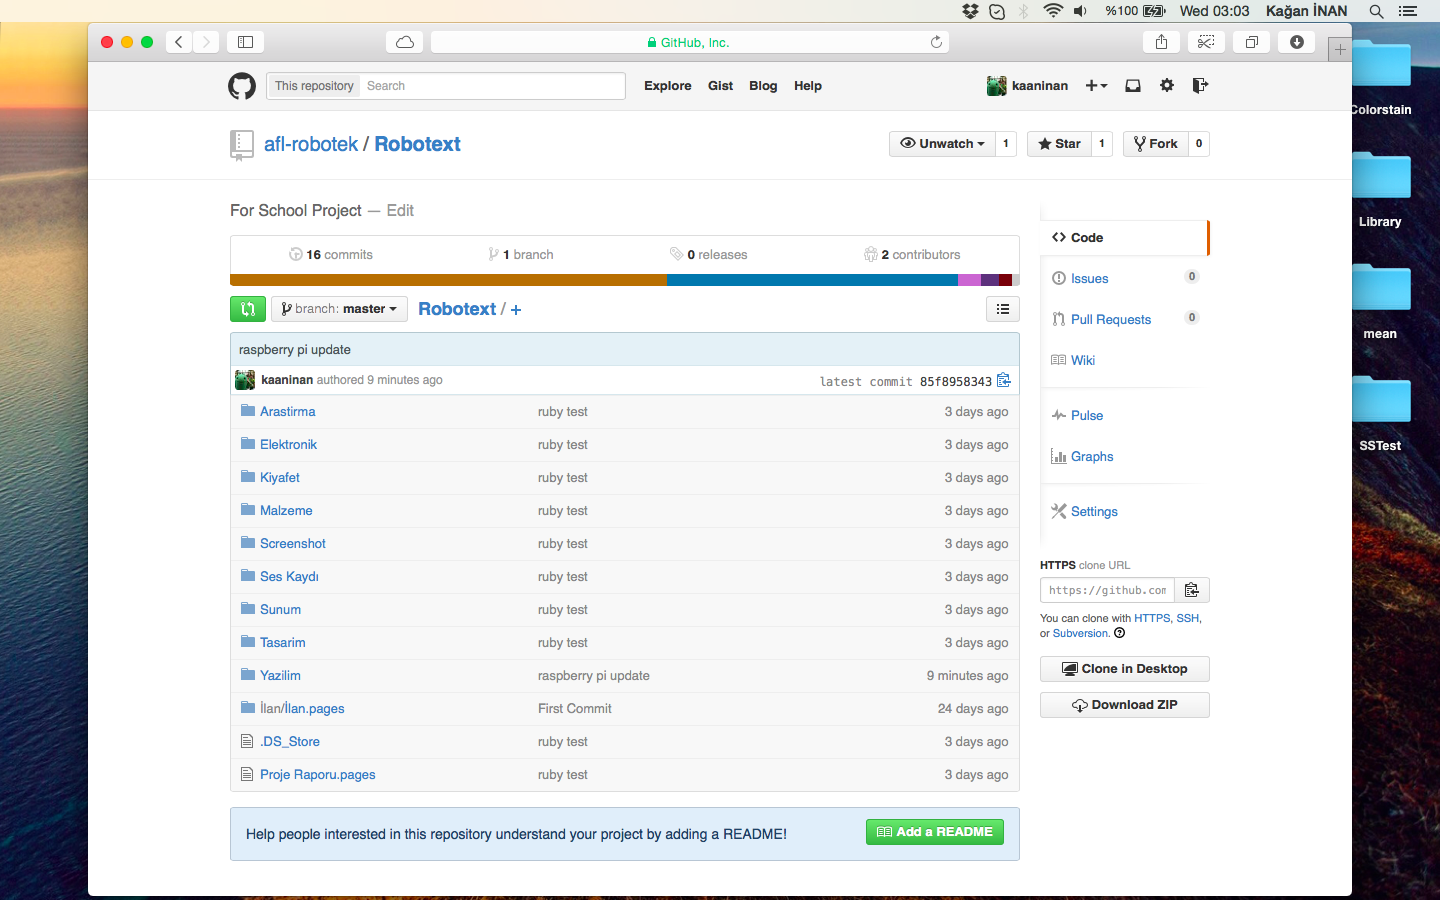 %100 Wed 03:03 Kağan İNAN
GitHub, Inc.
This repository Search Explore Gist Blog Help kaaninan
afl-robotek / Robotext Unwatch 1 Star 1 Fork 0
For School Project — Edit
16 commits 1 branch 0 releases 2 contributors
branch: master Robotext / +
raspberry pi update
kaaninan authored 9 minutes ago latest commit 85f8958343
Arastirma ruby test 3 days ago
Elektronik ruby test 3 days ago
Kiyafet ruby test 3 days ago
Malzeme ruby test 3 days ago
Screenshot ruby test 3 days ago
Ses Kaydı ruby test 3 days ago
Sunum ruby test 3 days ago
Tasarim ruby test 3 days ago
Yazilim raspberry pi update 9 minutes ago
İlan/İlan.pages First Commit 24 days ago
.DS_Store ruby test 3 days ago
Proje Raporu.pages ruby test 3 days ago
Help people interested in this repository understand your project by adding a README! Add a README
Code
Issues 0
Pull Requests 0
Wiki
Pulse
Graphs
Settings
HTTPS clone URL
https://github.com
You can clone with HTTPS, SSH,
or Subversion.
Clone in Desktop
Download ZIP
Colorstain
Library
mean
SSTest